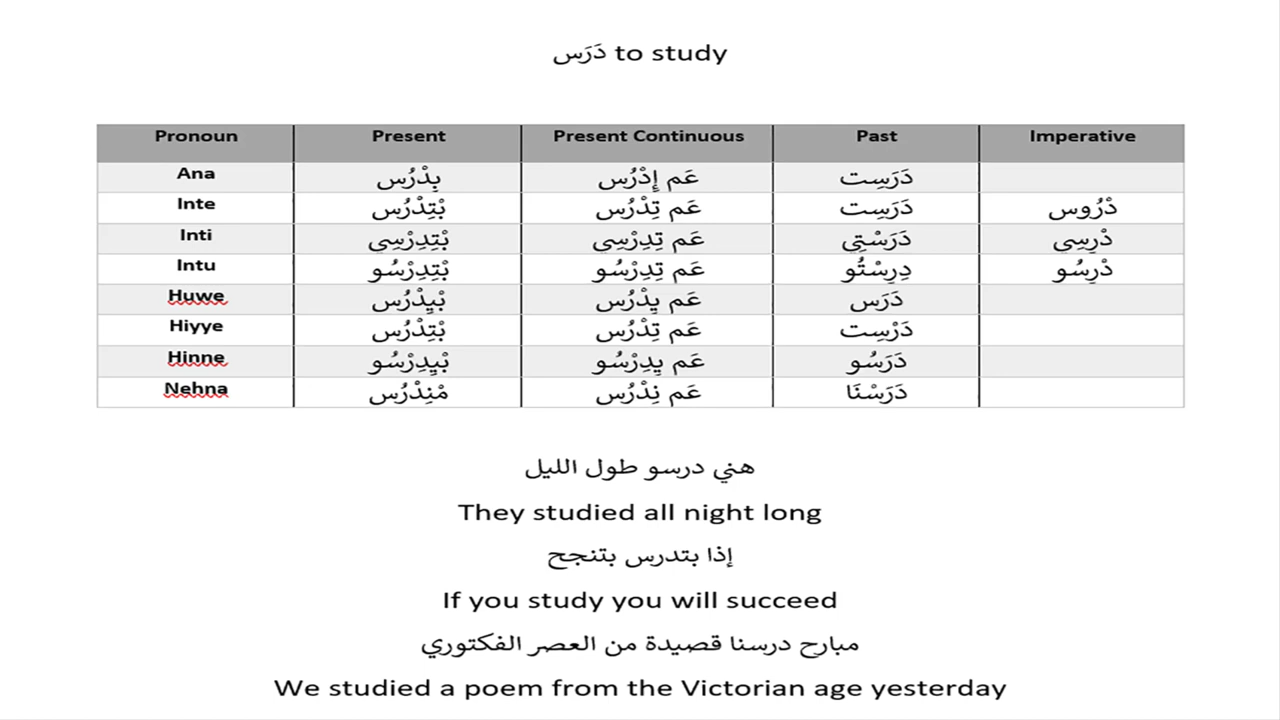 دَرَس to study
Pronoun Present Present Continuous Past Imperative
Ana بِدْرُس عَم إِدْرُس دَرَسِت
Inte بْتِدْرُس عَم تِدْرُس دَرَسِت دْرُوس
Inti بْتِدِرْسِي عَم تِدِرْسِي دَرَسْتِي دْرِسِي
Intu بْتِدِرْسُو عَم تِدِرْسُو دِرِسْتُو دْرِسُو
Huwe بْيِدْرُس عَم يِدْرُس دَرَس
Hiyye بْتِدْرُس عَم تِدْرُس دَرْسِت
Hinne بْيِدِرْسُو عَم يِدِرْسُو دَرَسُو
Nehna مْنِدْرُس عَم نِدْرُس دَرَسْنَا
هني درسو طول الليل
They studied all night long
إذا بتدرس بتنجح
If you study you will succeed
مبارح درسنا قصيدة من العصر الفكتوري
We studied a poem from the Victorian age yesterday